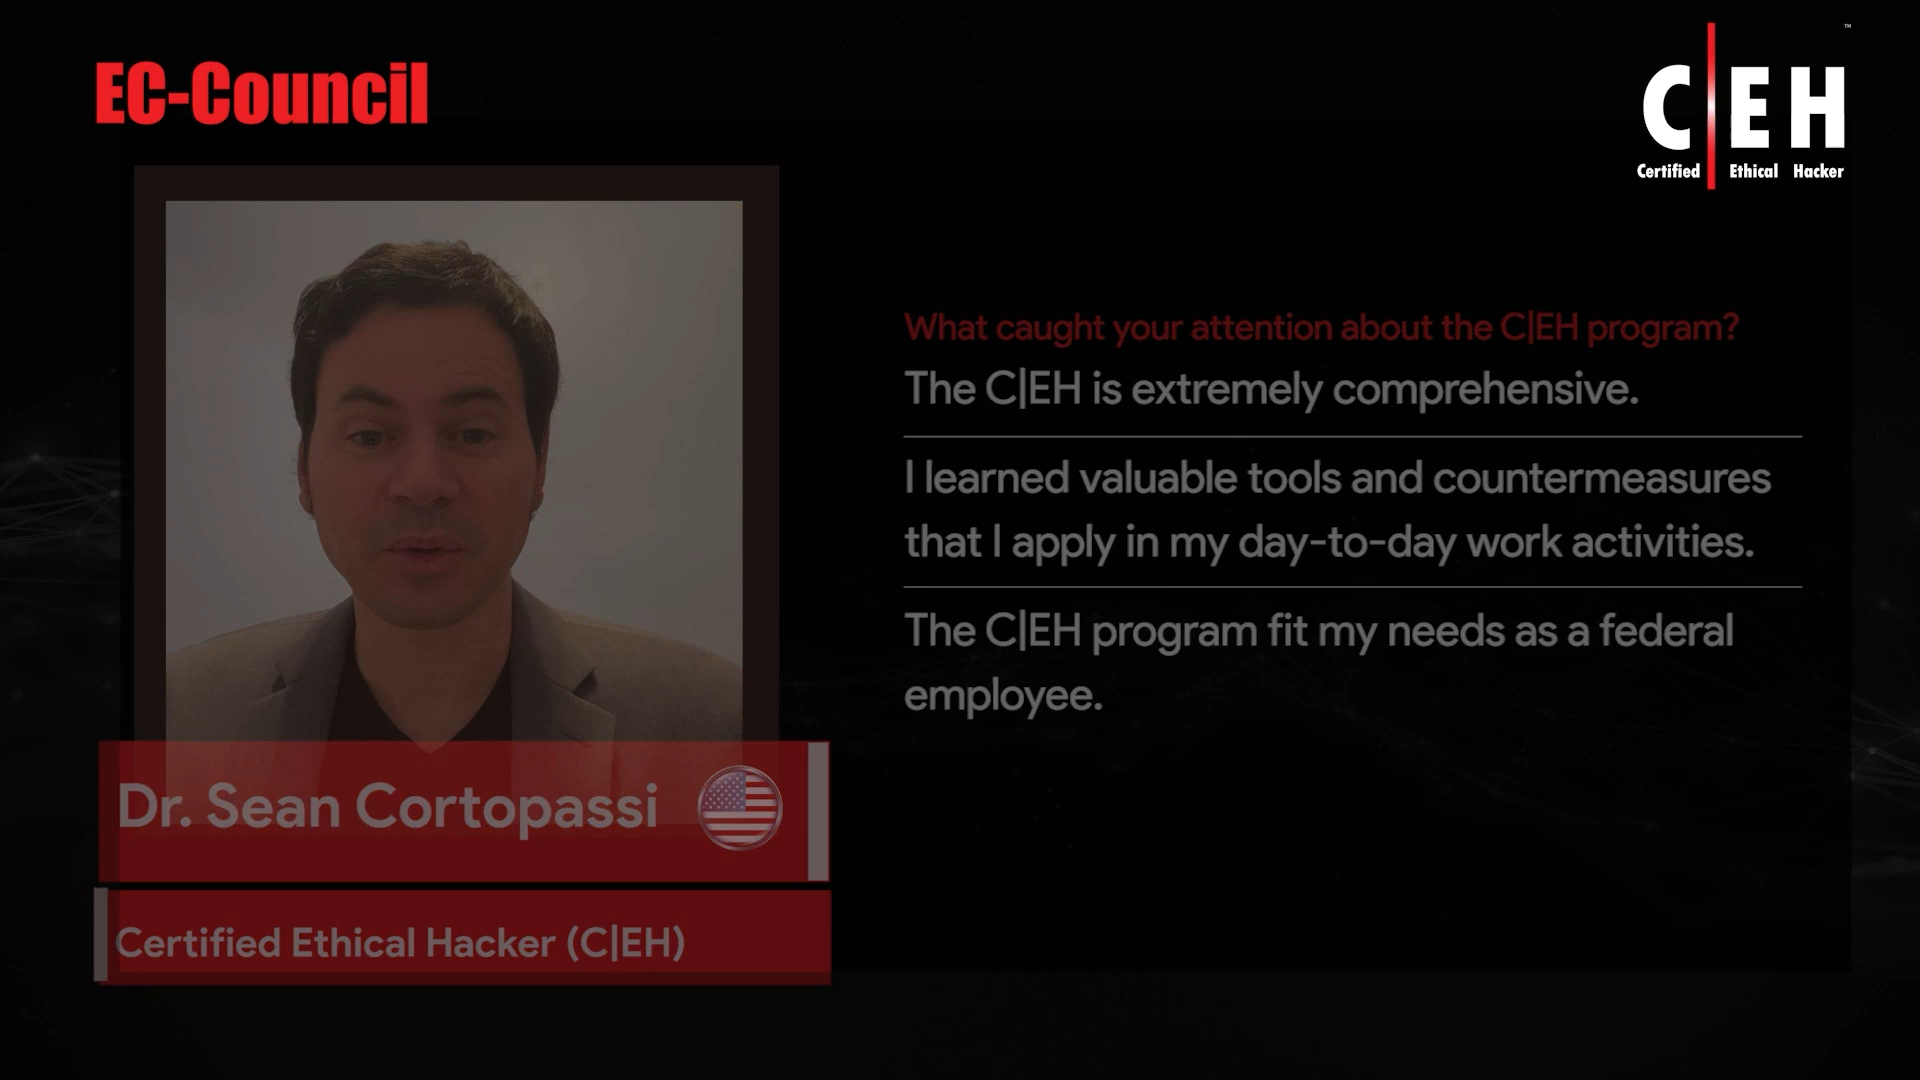 EC-Council
C|EH
™
Certified Ethical Hacker
What caught your attention about the C|EH program?
The C|EH is extremely comprehensive.
I learned valuable tools and countermeasures
that I apply in my day-to-day work activities.
The C|EH program fit my needs as a federal
employee.
Dr. Sean Cortopassi
Certified Ethical Hacker (C|EH)